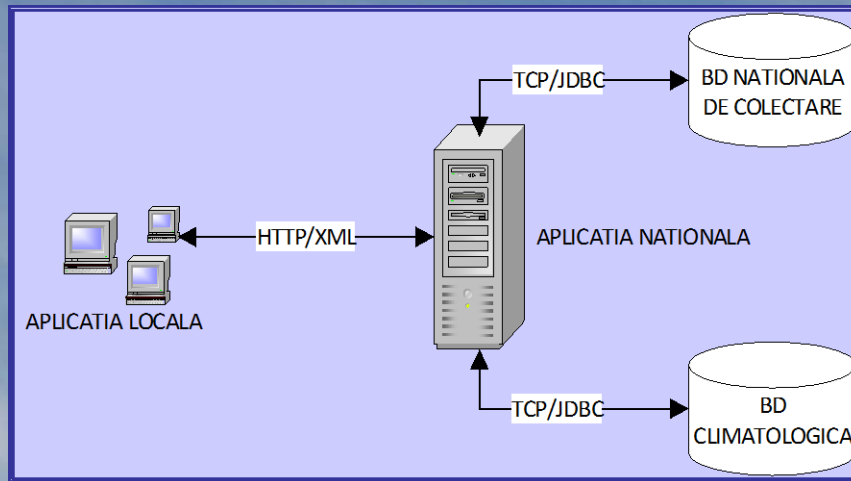 TCP/JDBC
BD NATIONALA
DE COLECTARE
HTTP/XML
APLICATIA NATIONALA
APLICATIA LOCALA
TCP/JDBC
BD
CLIMATOLOGICA